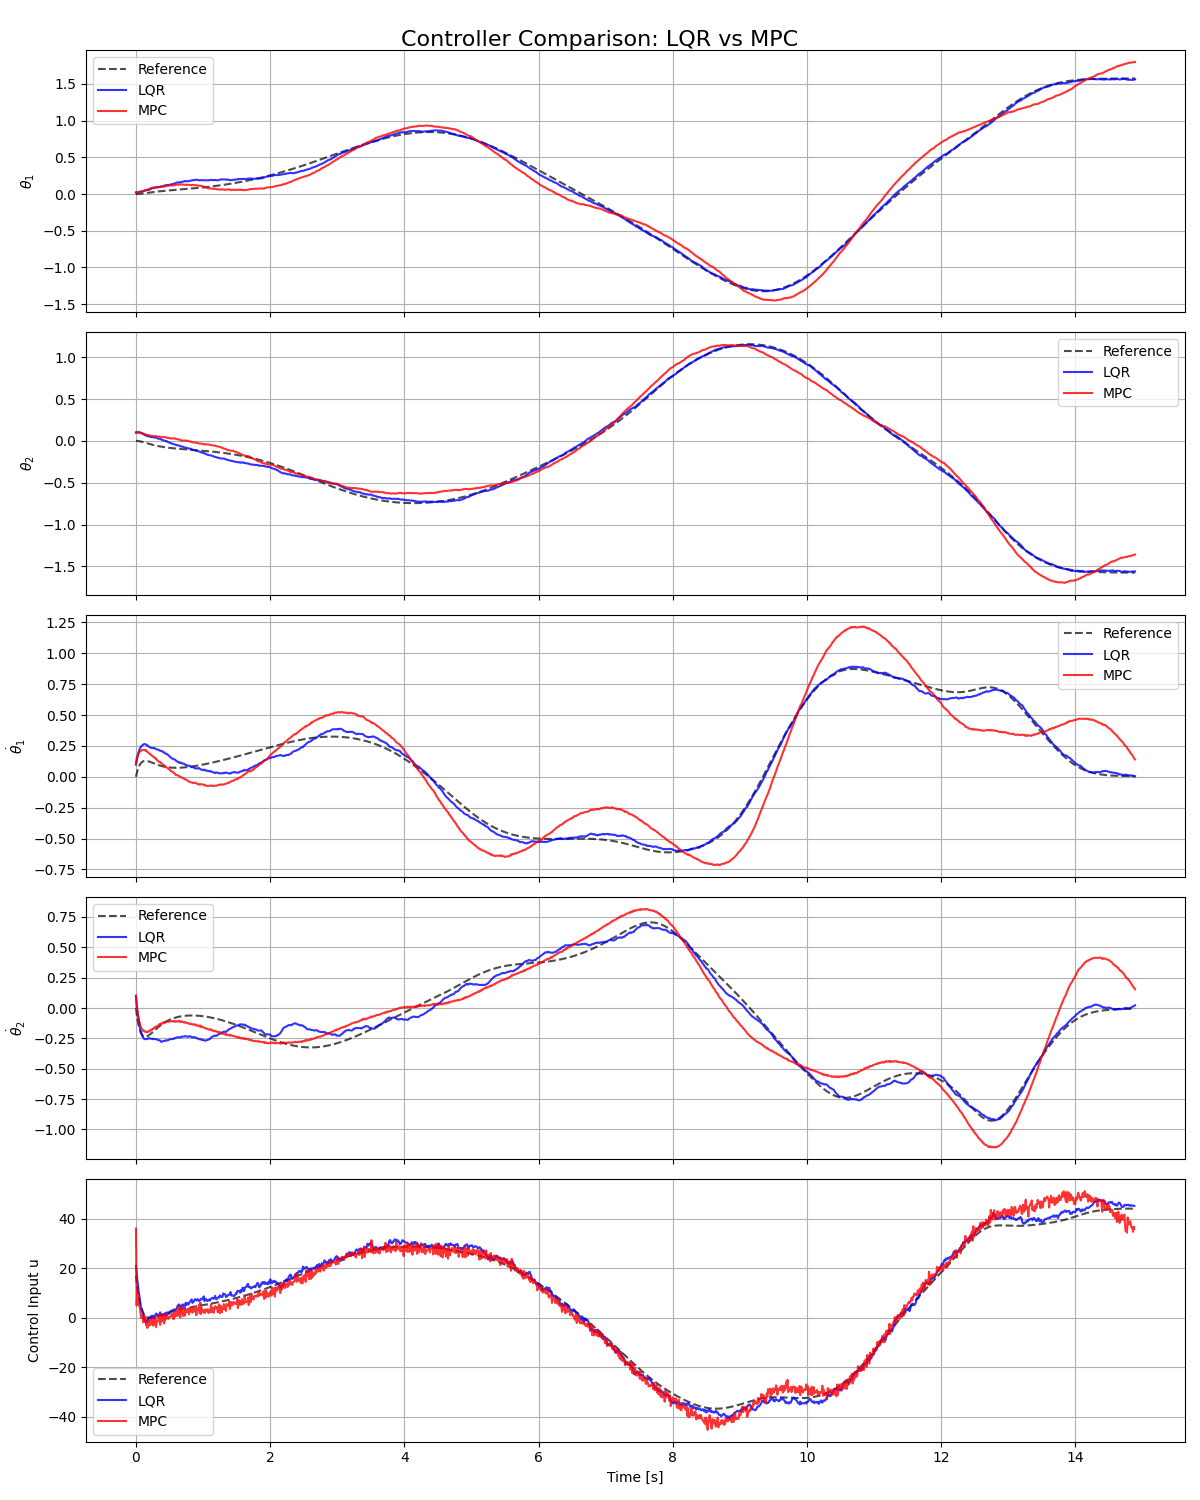 Controller Comparison: LQR vs MPC
Reference
LQR
MPC
1.5
1.0
0.5
0.0
−0.5
−1.0
−1.5
θ₁
Reference
LQR
MPC
1.0
0.5
0.0
−0.5
−1.0
−1.5
θ₂
Reference
LQR
MPC
1.25
1.00
0.75
0.50
0.25
0.00
−0.25
−0.50
−0.75
θ̇₁
Reference
LQR
MPC
0.75
0.50
0.25
0.00
−0.25
−0.50
−0.75
−1.00
θ̇₂
40
20
0
−20
−40
Control Input u
Reference
LQR
MPC
0 2 4 6 8 10 12 14
Time [s]